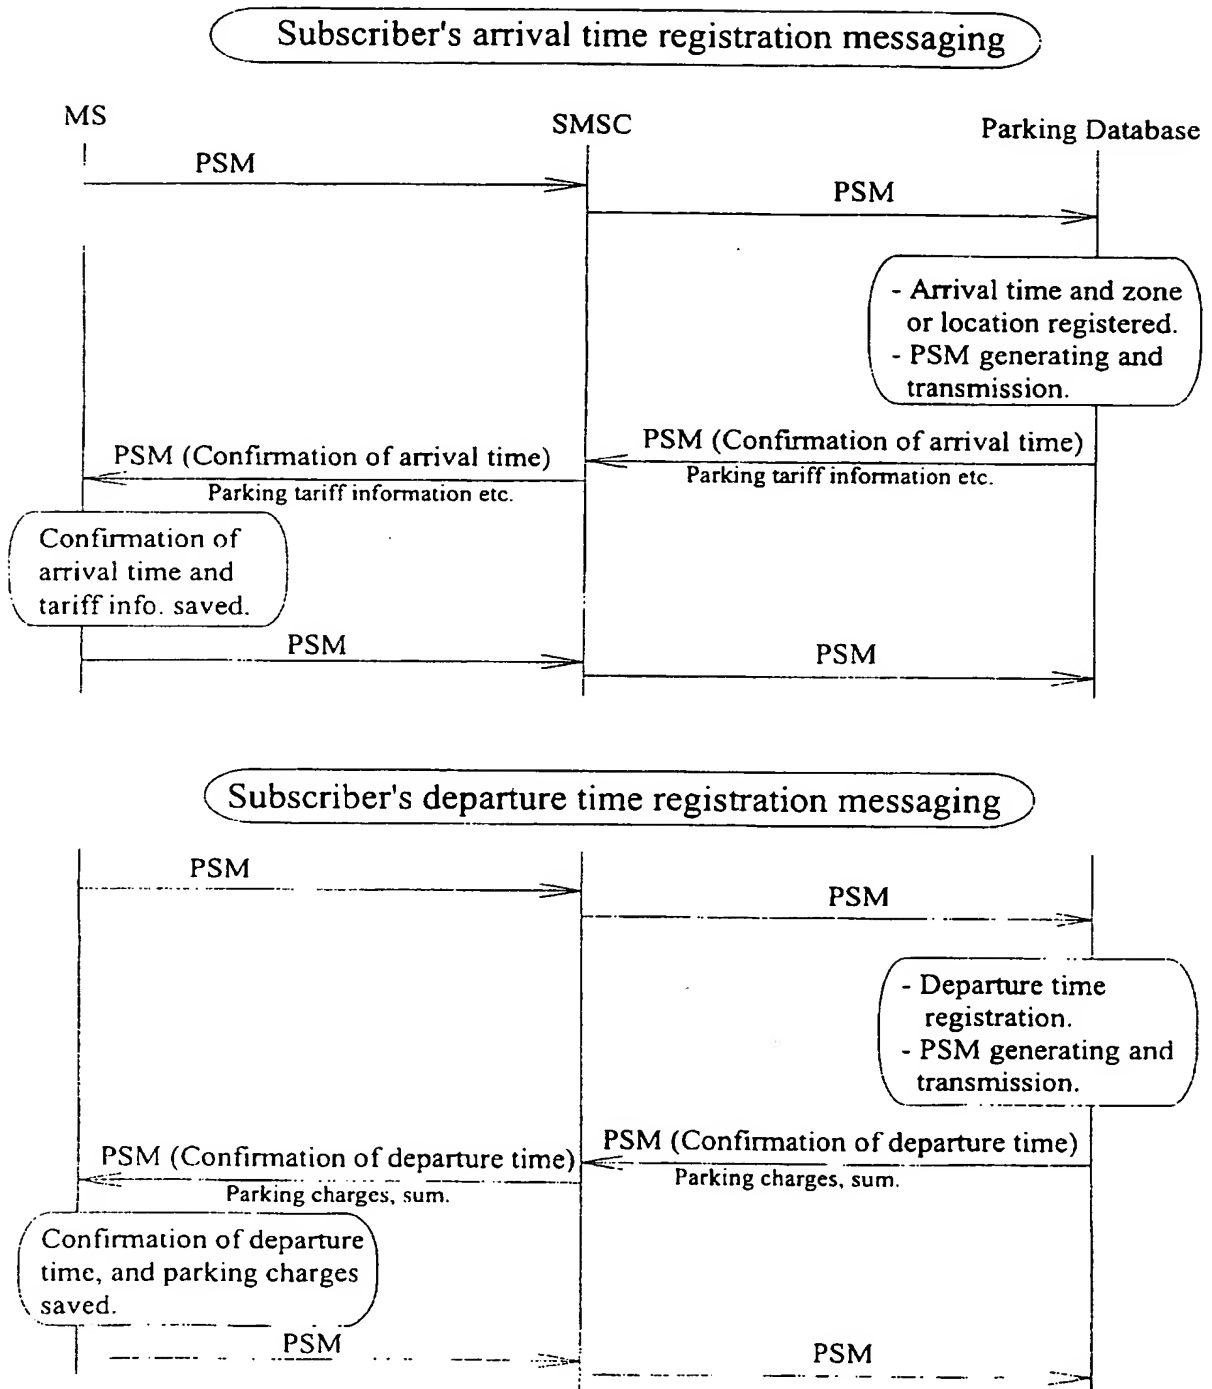 Subscriber's arrival time registration messaging
MS
SMSC
Parking Database
PSM
PSM
- Arrival time and zone
or location registered.
- PSM generating and
transmission.
PSM (Confirmation of arrival time)
Parking tariff information etc.
PSM (Confirmation of arrival time)
Parking tariff information etc.
Confirmation of
arrival time and
tariff info. saved.
PSM
PSM
Subscriber's departure time registration messaging
PSM
PSM
- Departure time
registration.
- PSM generating and
transmission.
PSM (Confirmation of departure time)
Parking charges, sum.
PSM (Confirmation of departure time)
Parking charges, sum.
Confirmation of departure
time, and parking charges
saved.
PSM
PSM